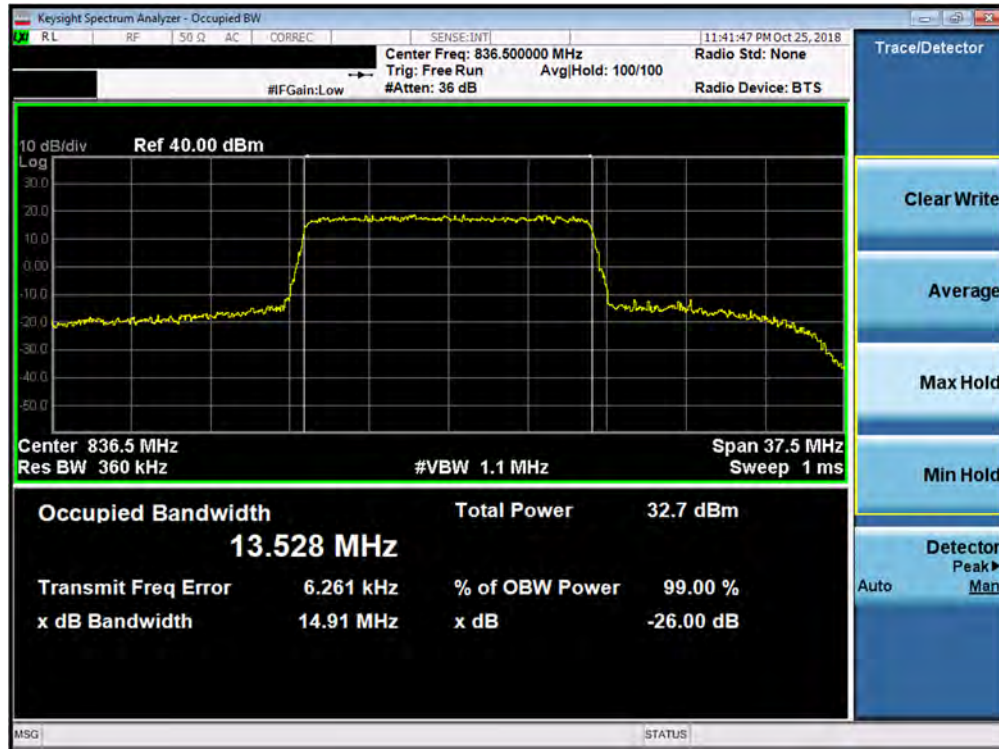 Keysight Spectrum Analyzer - Occupied BW
LXI RL RF 50 Ω AC CORREC SENSE:INT 11:41:47 PM Oct 25, 2018
Center Freq: 836.500000 MHz Radio Std: None
Trig: Free Run Avg|Hold: 100/100
#IFGain:Low #Atten: 36 dB Radio Device: BTS
Trace/Detector
10 dB/div Ref 40.00 dBm
Log
30.0
20.0
10.0
0.00
-10.0
-20.0
-30.0
-40.0
-50.0
Center 836.5 MHz Span 37.5 MHz
Res BW 360 kHz #VBW 1.1 MHz Sweep 1 ms
Occupied Bandwidth Total Power 32.7 dBm
13.528 MHz
Transmit Freq Error 6.261 kHz % of OBW Power 99.00 %
x dB Bandwidth 14.91 MHz x dB -26.00 dB
Clear Write
Average
Max Hold
Min Hold
Detector
Peak
Auto Man
MSG STATUS